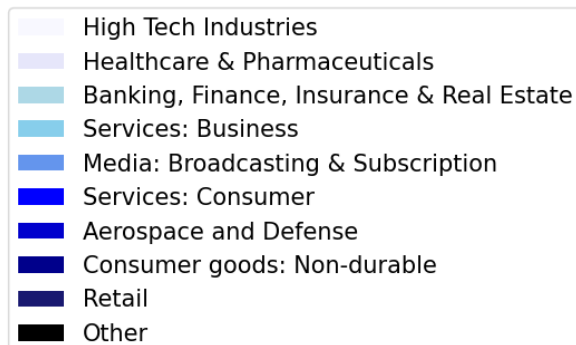 High Tech Industries
Healthcare & Pharmaceuticals
Banking, Finance, Insurance & Real Estate
Services: Business
Media: Broadcasting & Subscription
Services: Consumer
Aerospace and Defense
Consumer goods: Non-durable
Retail
Other